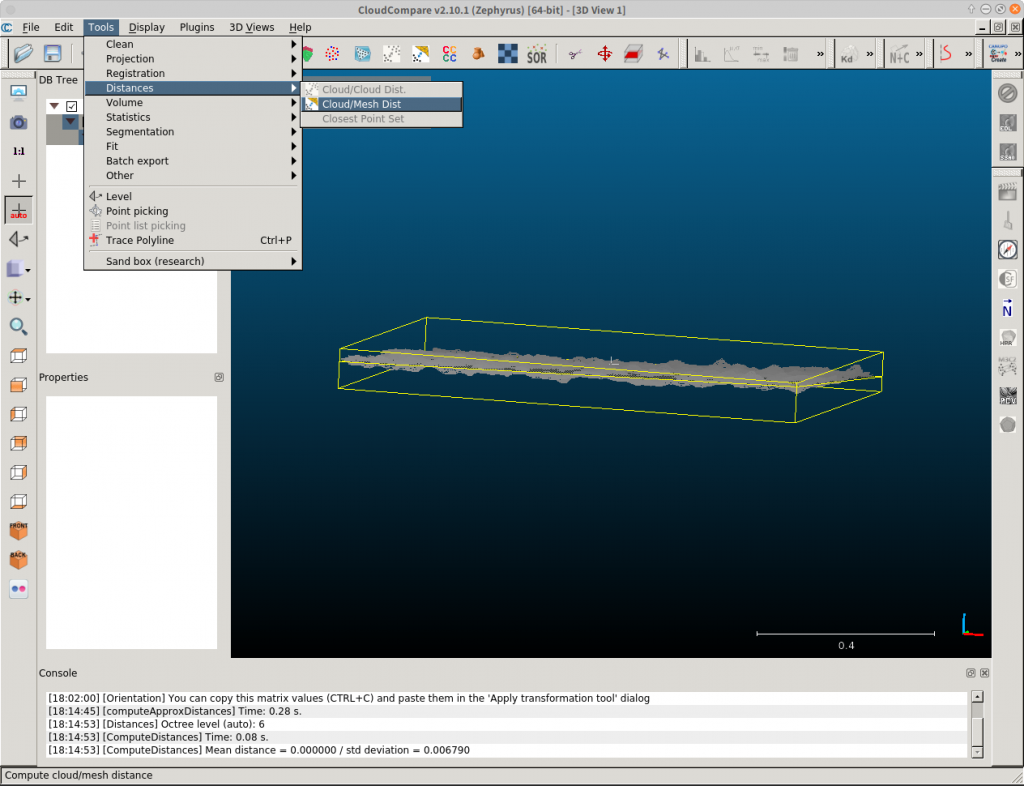 CloudCompare v2.10.1 (Zephyrus) [64-bit] - [3D View 1]
File Edit Tools Display Plugins 3D Views Help
Clean
Projection
Registration
Distances
Volume
Statistics
Segmentation
Fit
Batch export
Other
Level
Point picking
Point list picking
Trace Polyline Ctrl+P
Sand box (research)
Cloud/Cloud Dist.
Cloud/Mesh Dist
Closest Point Set
C C
C C
SOR
Kd
N+C
DB Tree
1:1
auto
FRONT
BACK
N
HPR
PCV
Properties
0.4
Console
[18:02:00] [Orientation] You can copy this matrix values (CTRL+C) and paste them in the 'Apply transformation tool' dialog
[18:14:45] [computeApproxDistances] Time: 0.28 s.
[18:14:53] [Distances] Octree level (auto): 6
[18:14:53] [ComputeDistances] Time: 0.08 s.
[18:14:53] [ComputeDistances] Mean distance = 0.000000 / std deviation = 0.006790
Compute cloud/mesh distance